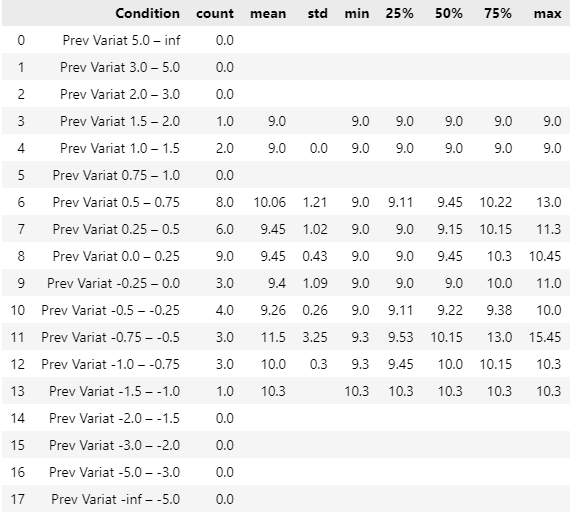 Condition count mean std min 25% 50% 75% max
0 Prev Variat 5.0 – inf 0.0
1 Prev Variat 3.0 – 5.0 0.0
2 Prev Variat 2.0 – 3.0 0.0
3 Prev Variat 1.5 – 2.0 1.0 9.0 9.0 9.0 9.0 9.0 9.0
4 Prev Variat 1.0 – 1.5 2.0 9.0 0.0 9.0 9.0 9.0 9.0 9.0
5 Prev Variat 0.75 – 1.0 0.0
6 Prev Variat 0.5 – 0.75 8.0 10.06 1.21 9.0 9.11 9.45 10.22 13.0
7 Prev Variat 0.25 – 0.5 6.0 9.45 1.02 9.0 9.0 9.15 10.15 11.3
8 Prev Variat 0.0 – 0.25 9.0 9.45 0.43 9.0 9.0 9.45 10.3 10.45
9 Prev Variat -0.25 – 0.0 3.0 9.4 1.09 9.0 9.0 9.0 10.0 11.0
10 Prev Variat -0.5 – -0.25 4.0 9.26 0.26 9.0 9.11 9.22 9.38 10.0
11 Prev Variat -0.75 – -0.5 3.0 11.5 3.25 9.3 9.53 10.15 13.0 15.45
12 Prev Variat -1.0 – -0.75 3.0 10.0 0.3 9.3 9.45 10.0 10.15 10.3
13 Prev Variat -1.5 – -1.0 1.0 10.3 10.3 10.3 10.3 10.3 10.3
14 Prev Variat -2.0 – -1.5 0.0
15 Prev Variat -3.0 – -2.0 0.0
16 Prev Variat -5.0 – -3.0 0.0
17 Prev Variat -inf – -5.0 0.0